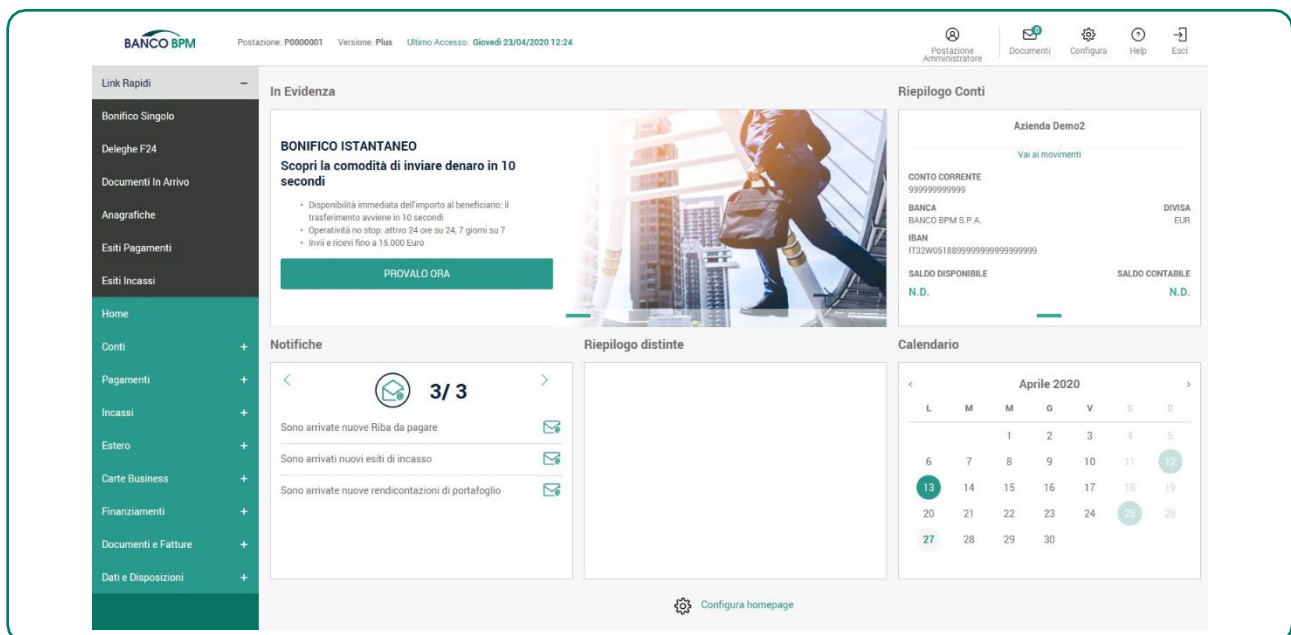 BANCO BPM
Postazione: P0000001 Versione: Plus Ultimo Accesso: Giovedì 23/04/2020 12:24
Postazione
Amministratore
0
Documenti
Configura
Help
Esci
Link Rapidi −
Bonifico Singolo
Deleghe F24
Documenti In Arrivo
Anagrafiche
Esiti Pagamenti
Esiti Incassi
Home
Conti +
Pagamenti +
Incassi +
Estero +
Carte Business +
Finanziamenti +
Documenti e Fatture +
Dati e Disposizioni +
In Evidenza
BONIFICO ISTANTANEO
Scopri la comodità di inviare denaro in 10
secondi
• Disponibilità immediata dell'importo al beneficiario: il
trasferimento avviene in 10 secondi
• Operatività no stop: attivo 24 ore su 24, 7 giorni su 7
• Invii e ricevi fino a 15.000 Euro
PROVALO ORA
Riepilogo Conti
Azienda Demo2
Vai ai movimenti
CONTO CORRENTE
999999999999
BANCA DIVISA
BANCO BPM S.P.A. EUR
IBAN
SALDO DISPONIBILE SALDO CONTABILE
N.D. N.D.
Notifiche
< 3/ 3 >
Sono arrivate nuove Riba da pagare
Sono arrivati nuovi esiti di incasso
Sono arrivate nuove rendicontazioni di portafoglio
Riepilogo distinte
Calendario
< Aprile 2020 >
L M M G V S D
1 2 3 4 5
6 7 8 9 10 11 12
13 14 15 16 17 18 19
20 21 22 23 24 25 26
27 28 29 30
Configura homepage